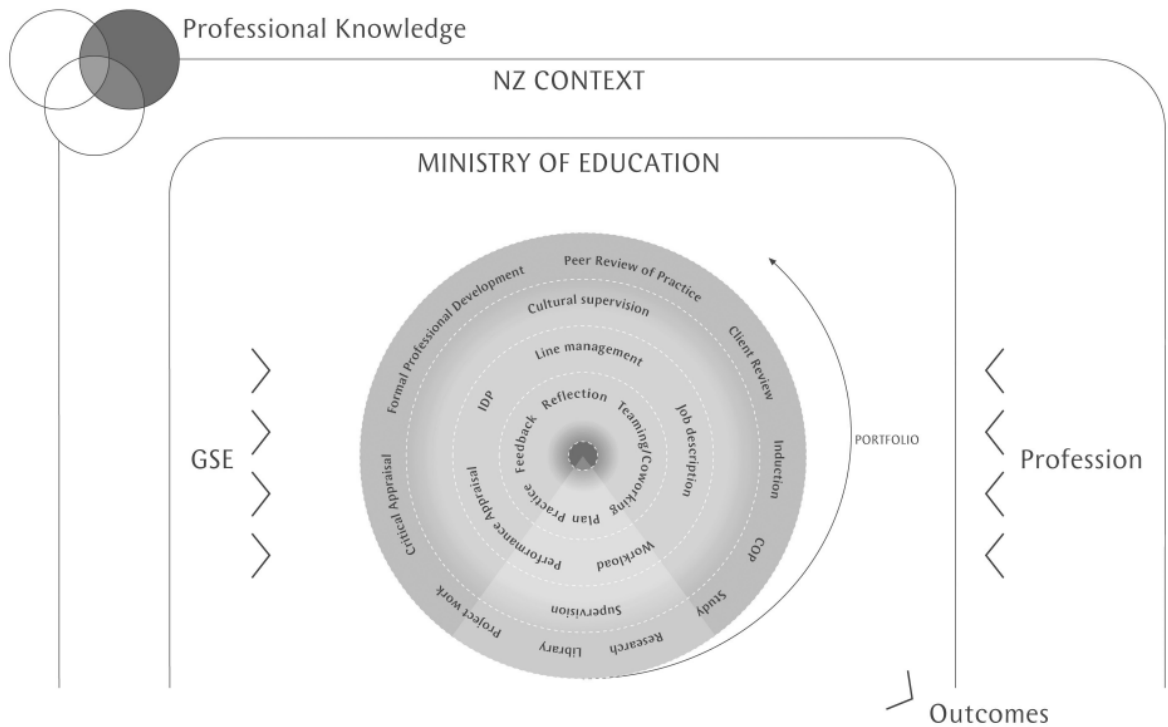 Professional Knowledge
NZ CONTEXT
MINISTRY OF EDUCATION
Peer Review of Practice
Formal Professional Development
Client Review
Cultural supervision
Line management
IDP
Reflection
Job description
Feedback
Teaming/Coworking
PORTFOLIO
GSE
Profession
Induction
Critical Appraisal
Performance Appraisal
Practice
Plan
Workload
COP
Study
Supervision
Project work
Library
Research
Outcomes